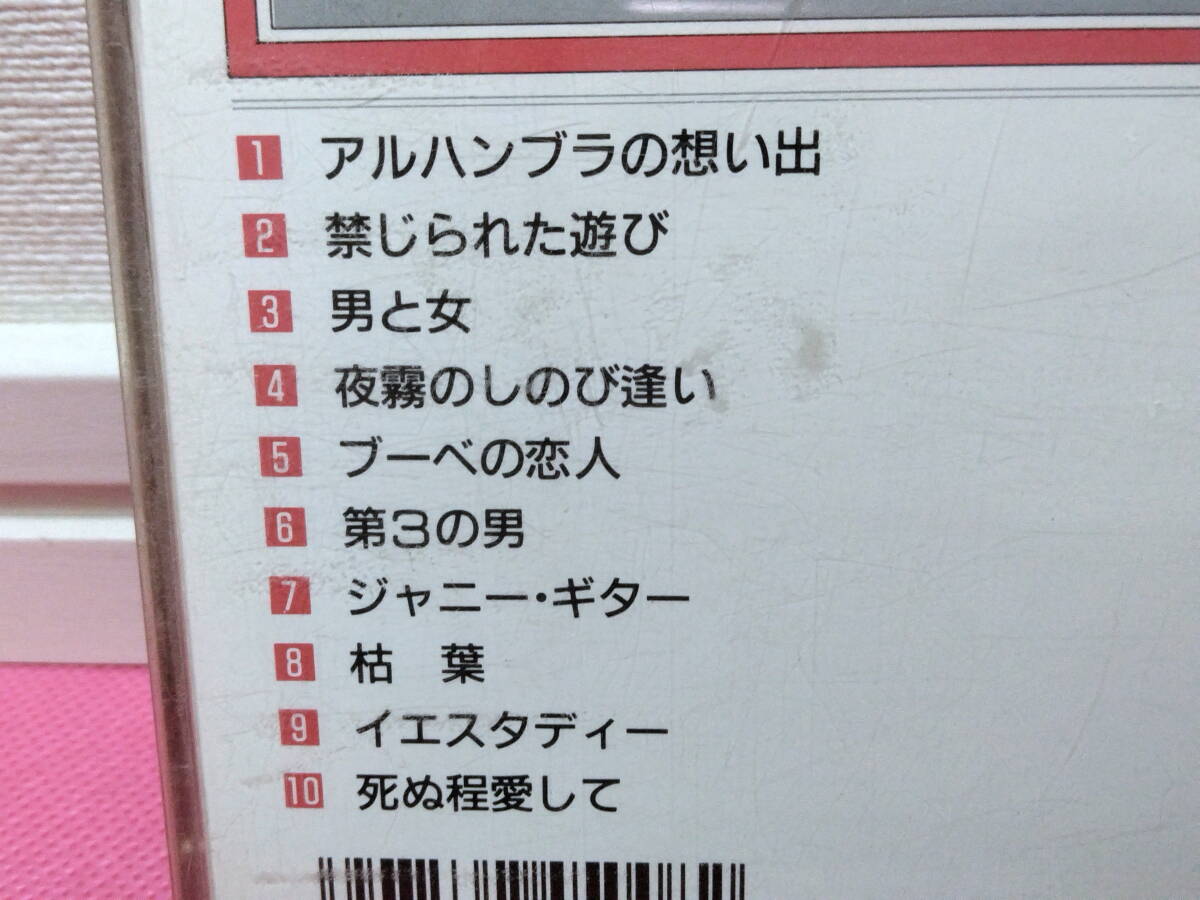 1 アルハンブラの想い出
2 禁じられた遊び
3 男と女
4 夜霧のしのび逢い
5 ブーベの恋人
6 第3の男
7 ジャニー・ギター
8 枯　葉
9 イエスタディー
10 死ぬ程愛して